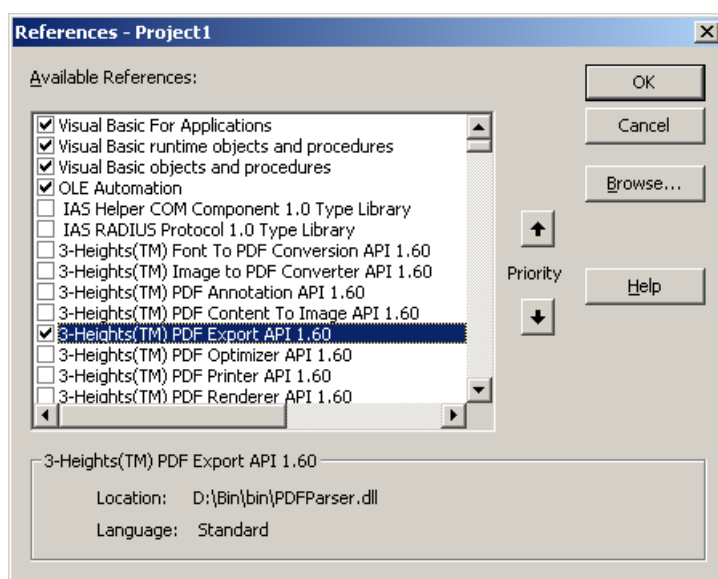 References - Project1
Available References:
Visual Basic For Applications
Visual Basic runtime objects and procedures
Visual Basic objects and procedures
OLE Automation
IAS Helper COM Component 1.0 Type Library
IAS RADIUS Protocol 1.0 Type Library
3-Heights(TM) Font To PDF Conversion API 1.60
3-Heights(TM) Image to PDF Converter API 1.60
3-Heights(TM) PDF Annotation API 1.60
3-Heights(TM) PDF Content To Image API 1.60
3-Heights(TM) PDF Export API 1.60
3-Heights(TM) PDF Optimizer API 1.60
3-Heights(TM) PDF Printer API 1.60
3-Heights(TM) PDF Renderer API 1.60
Priority
OK
Cancel
Browse...
Help
3-Heights(TM) PDF Export API 1.60
Location: D:\Bin\bin\PDFParser.dll
Language: Standard